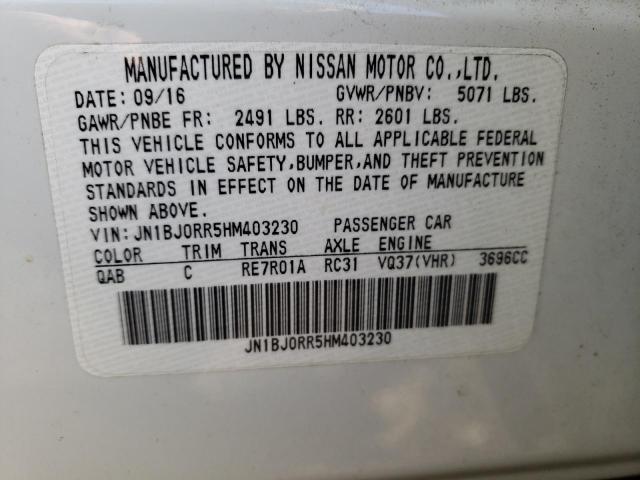 MANUFACTURED BY NISSAN MOTOR CO.,LTD.
DATE: 09/16 GVWR/PNBV: 5071 LBS.
GAWR/PNBE FR: 2491 LBS. RR: 2601 LBS.
THIS VEHICLE CONFORMS TO ALL APPLICABLE FEDERAL
MOTOR VEHICLE SAFETY,BUMPER,AND THEFT PREVENTION
STANDARDS IN EFFECT ON THE DATE OF MANUFACTURE
SHOWN ABOVE.
VIN: JN1BJ0RR5HM403230 PASSENGER CAR
COLOR TRIM TRANS AXLE ENGINE
QAB C RE7R01A RC31 VQ37(VHR) 3696CC
JN1BJ0RR5HM403230